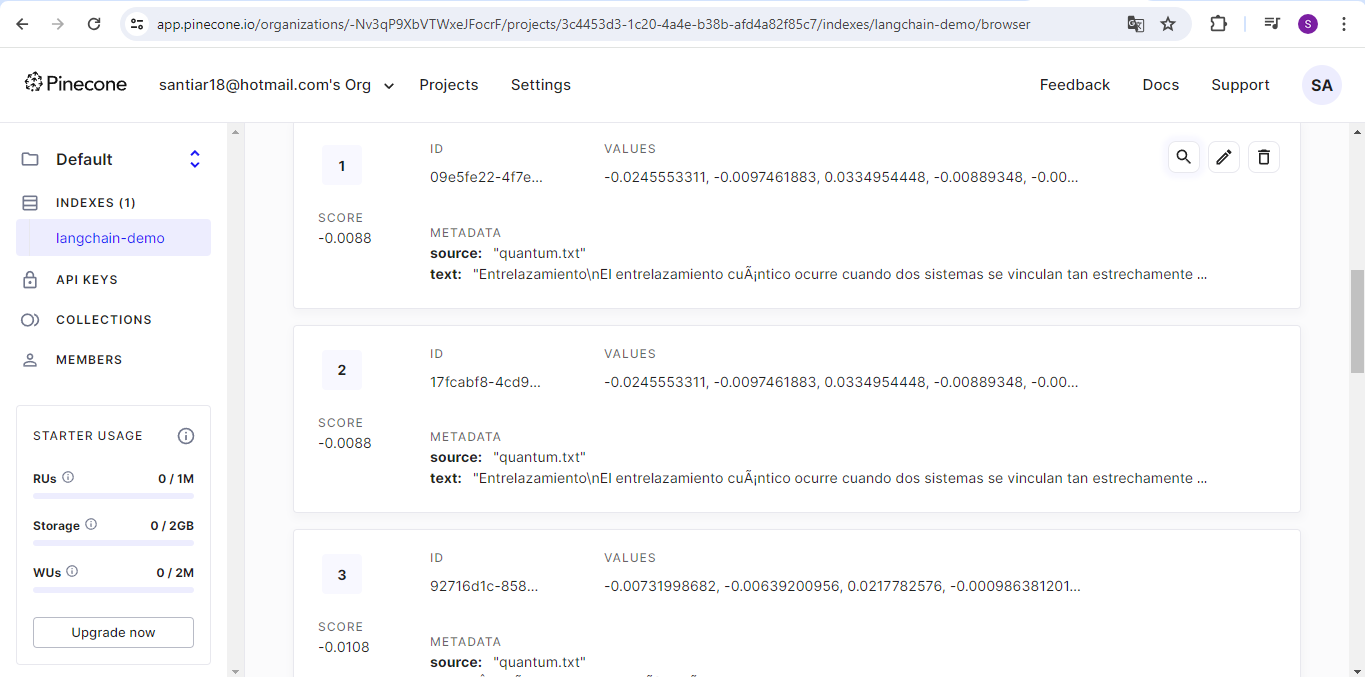 app.pinecone.io/organizations/-Nv3qP9XbVTWxeJFocrF/projects/3c4453d3-1c20-4a4e-b38b-afd4a82f85c7/indexes/langchain-demo/browser
S
Pinecone
santiar18@hotmail.com's Org
Projects
Settings
Feedback
Docs
Support
SA
Default
INDEXES (1)
langchain-demo
API KEYS
COLLECTIONS
MEMBERS
STARTER USAGE
RUs 0 / 1M
Storage 0 / 2GB
WUs 0 / 2M
Upgrade now
1
ID
VALUES
09e5fe22-4f7e...
-0.0245553311, -0.0097461883, 0.0334954448, -0.00889348, -0.00...
SCORE
-0.0088
METADATA
source: "quantum.txt"
text: "Entrelazamiento\nEl entrelazamiento cuÃ¡ntico ocurre cuando dos sistemas se vinculan tan estrechamente ...
2
ID
VALUES
17fcabf8-4cd9...
-0.0245553311, -0.0097461883, 0.0334954448, -0.00889348, -0.00...
SCORE
-0.0088
METADATA
source: "quantum.txt"
text: "Entrelazamiento\nEl entrelazamiento cuÃ¡ntico ocurre cuando dos sistemas se vinculan tan estrechamente ...
3
ID
VALUES
92716d1c-858...
-0.00731998682, -0.00639200956, 0.0217782576, -0.000986381201...
SCORE
-0.0108
METADATA
source: "quantum.txt"